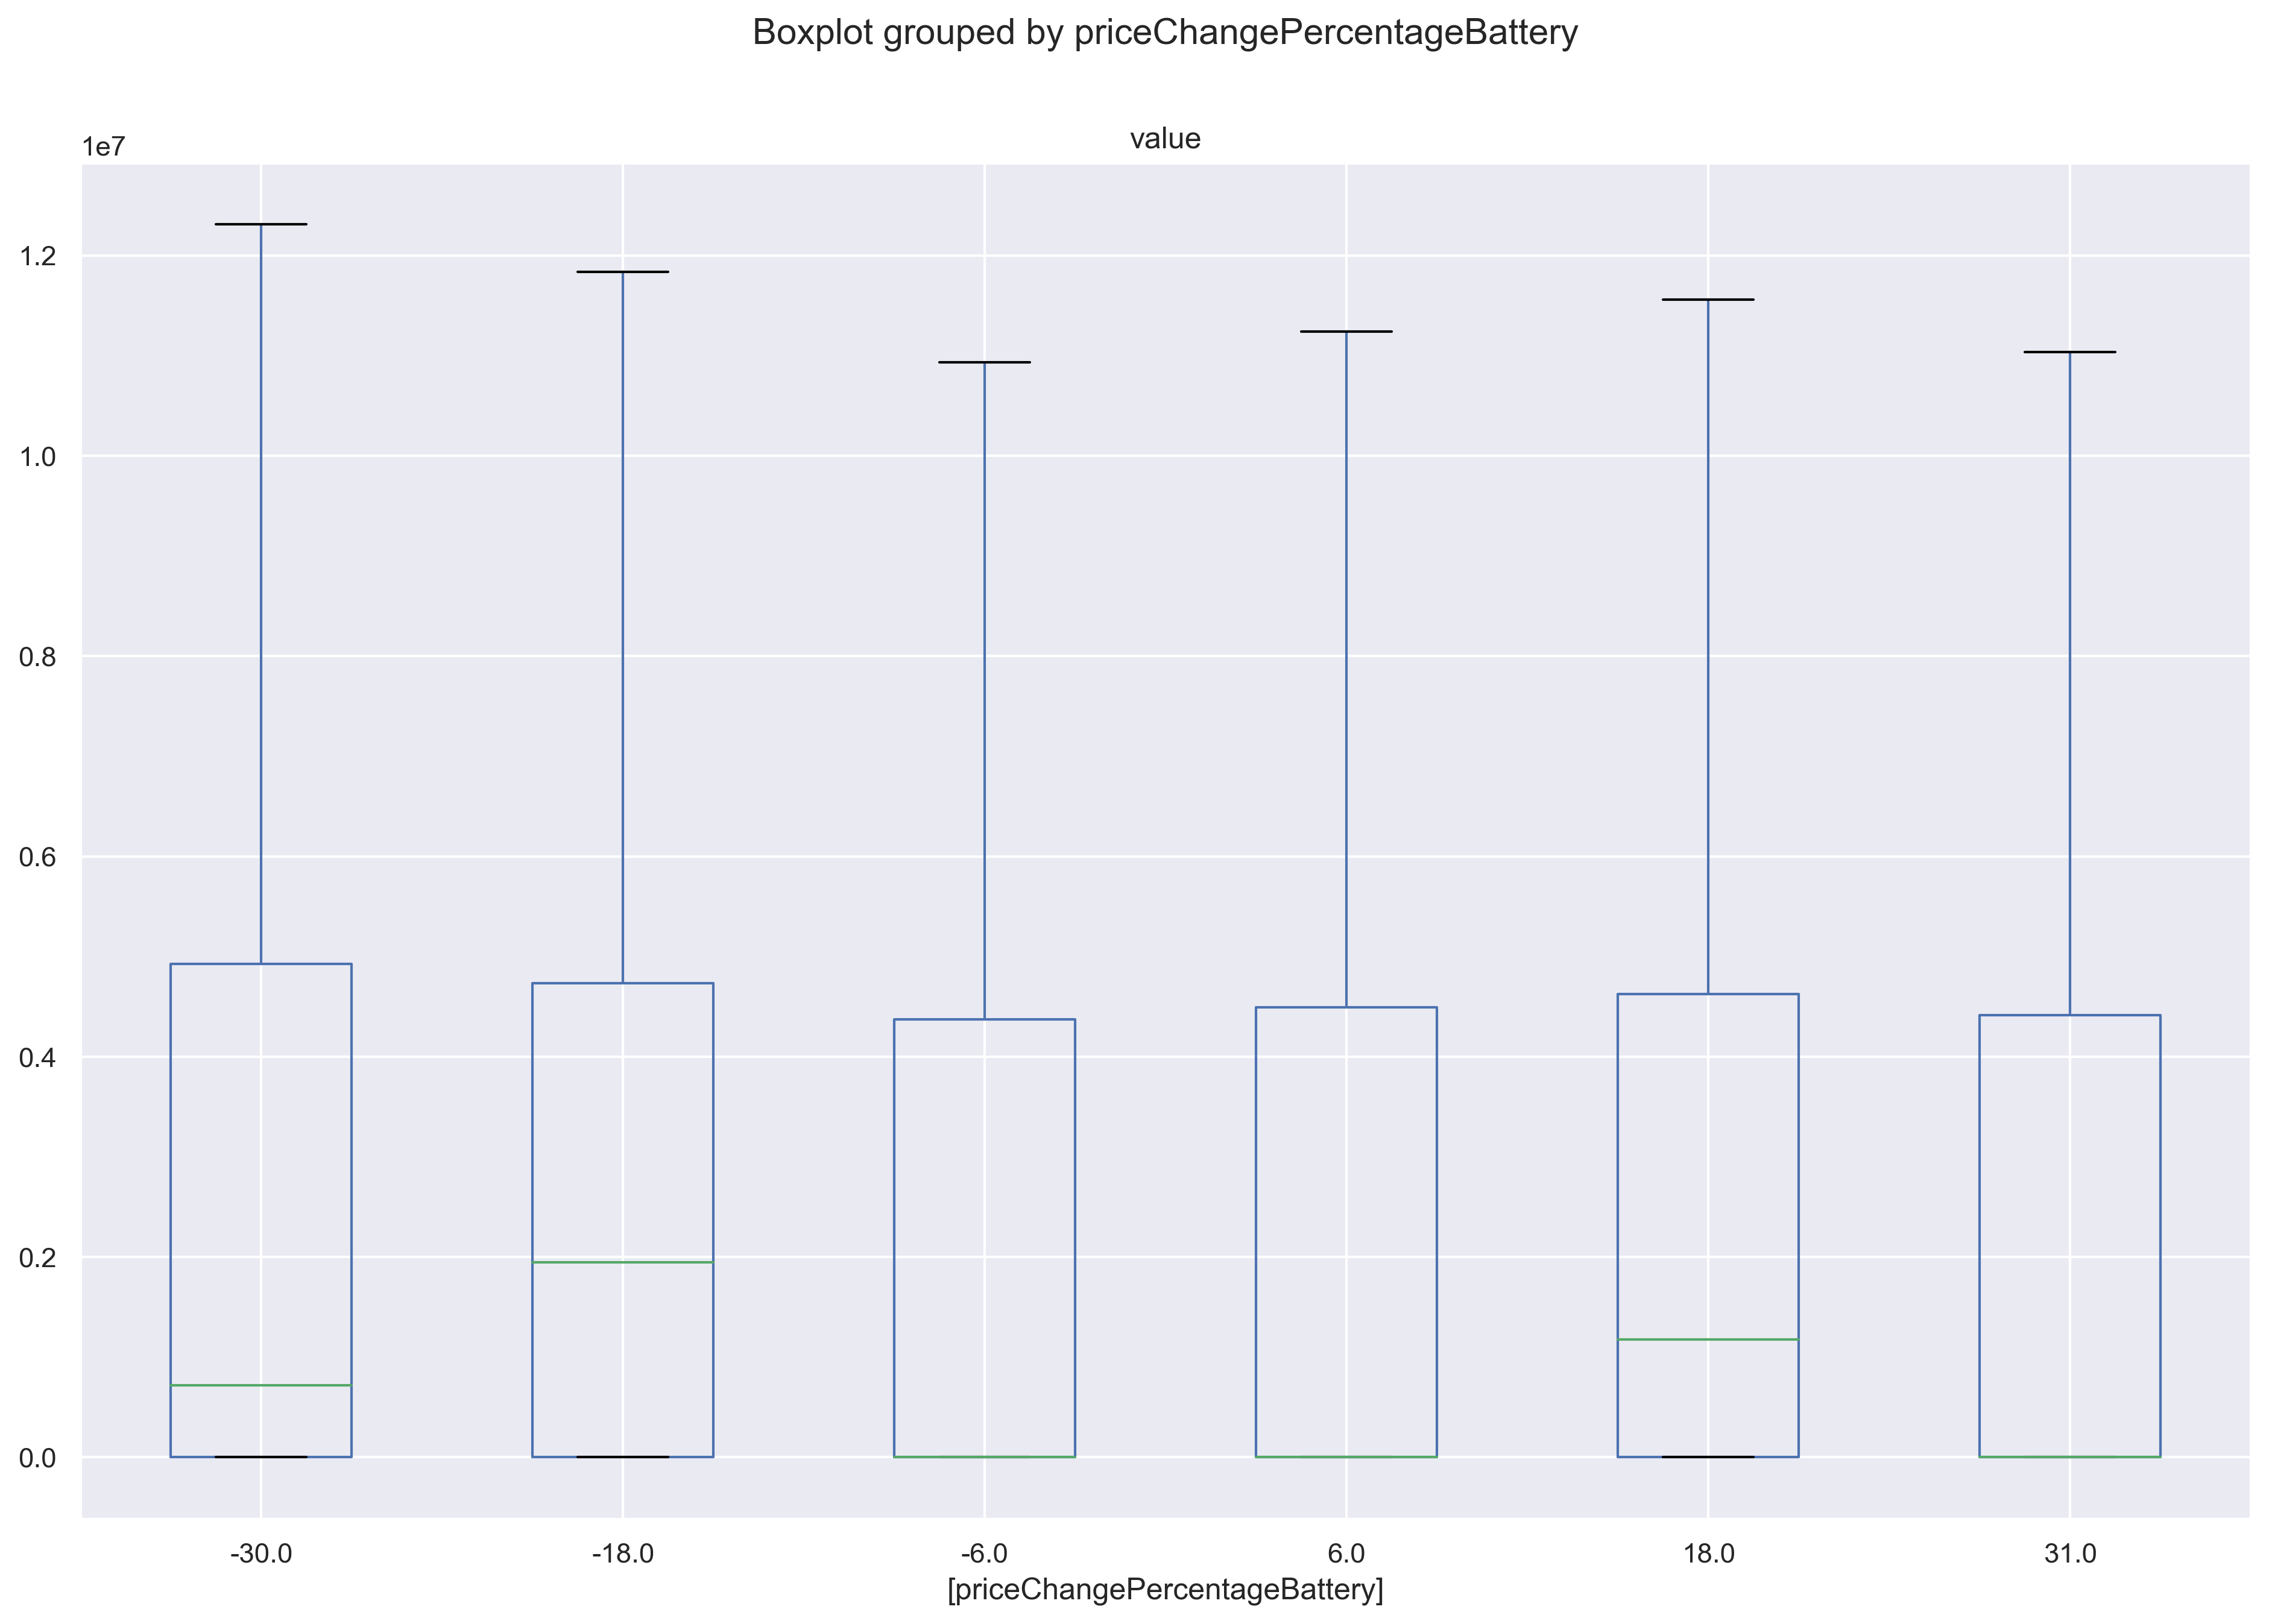 Boxplot grouped by priceChangePercentageBattery
value
1e7
1.2
1.0
0.8
0.6
0.4
0.2
0.0
-30.0 -18.0 -6.0 6.0 18.0 31.0
[priceChangePercentageBattery]